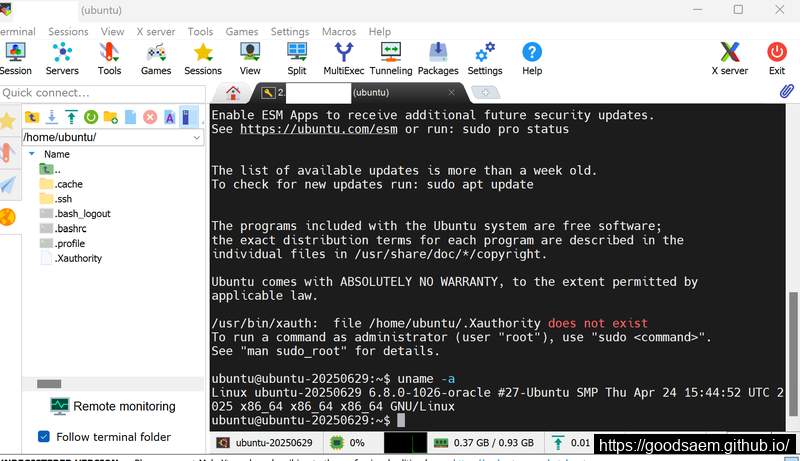 (ubuntu)
Terminal Sessions View X server Tools Games Settings Macros Help
Session Servers Tools Games Sessions View Split MultiExec Tunneling Packages Settings Help X server Exit
Quick connect...
2. (ubuntu)
/home/ubuntu/
Name
..
.cache
.ssh
.bash_logout
.bashrc
.profile
.Xauthority
Remote monitoring
Follow terminal folder
Enable ESM Apps to receive additional future security updates.
See https://ubuntu.com/esm or run: sudo pro status
The list of available updates is more than a week old.
To check for new updates run: sudo apt update
The programs included with the Ubuntu system are free software;
the exact distribution terms for each program are described in the
individual files in /usr/share/doc/*/copyright.
Ubuntu comes with ABSOLUTELY NO WARRANTY, to the extent permitted by
applicable law.
/usr/bin/xauth:  file /home/ubuntu/.Xauthority does not exist
To run a command as administrator (user "root"), use "sudo <command>".
See "man sudo_root" for details.
ubuntu@ubuntu-20250629:~$ uname -a
Linux ubuntu-20250629 6.8.0-1026-oracle #27-Ubuntu SMP Thu Apr 24 15:44:52 UTC 2
025 x86_64 x86_64 x86_64 GNU/Linux
ubuntu@ubuntu-20250629:~$
ubuntu-20250629 0% 0.37 GB / 0.93 GB 0.01
https://goodsaem.github.io/